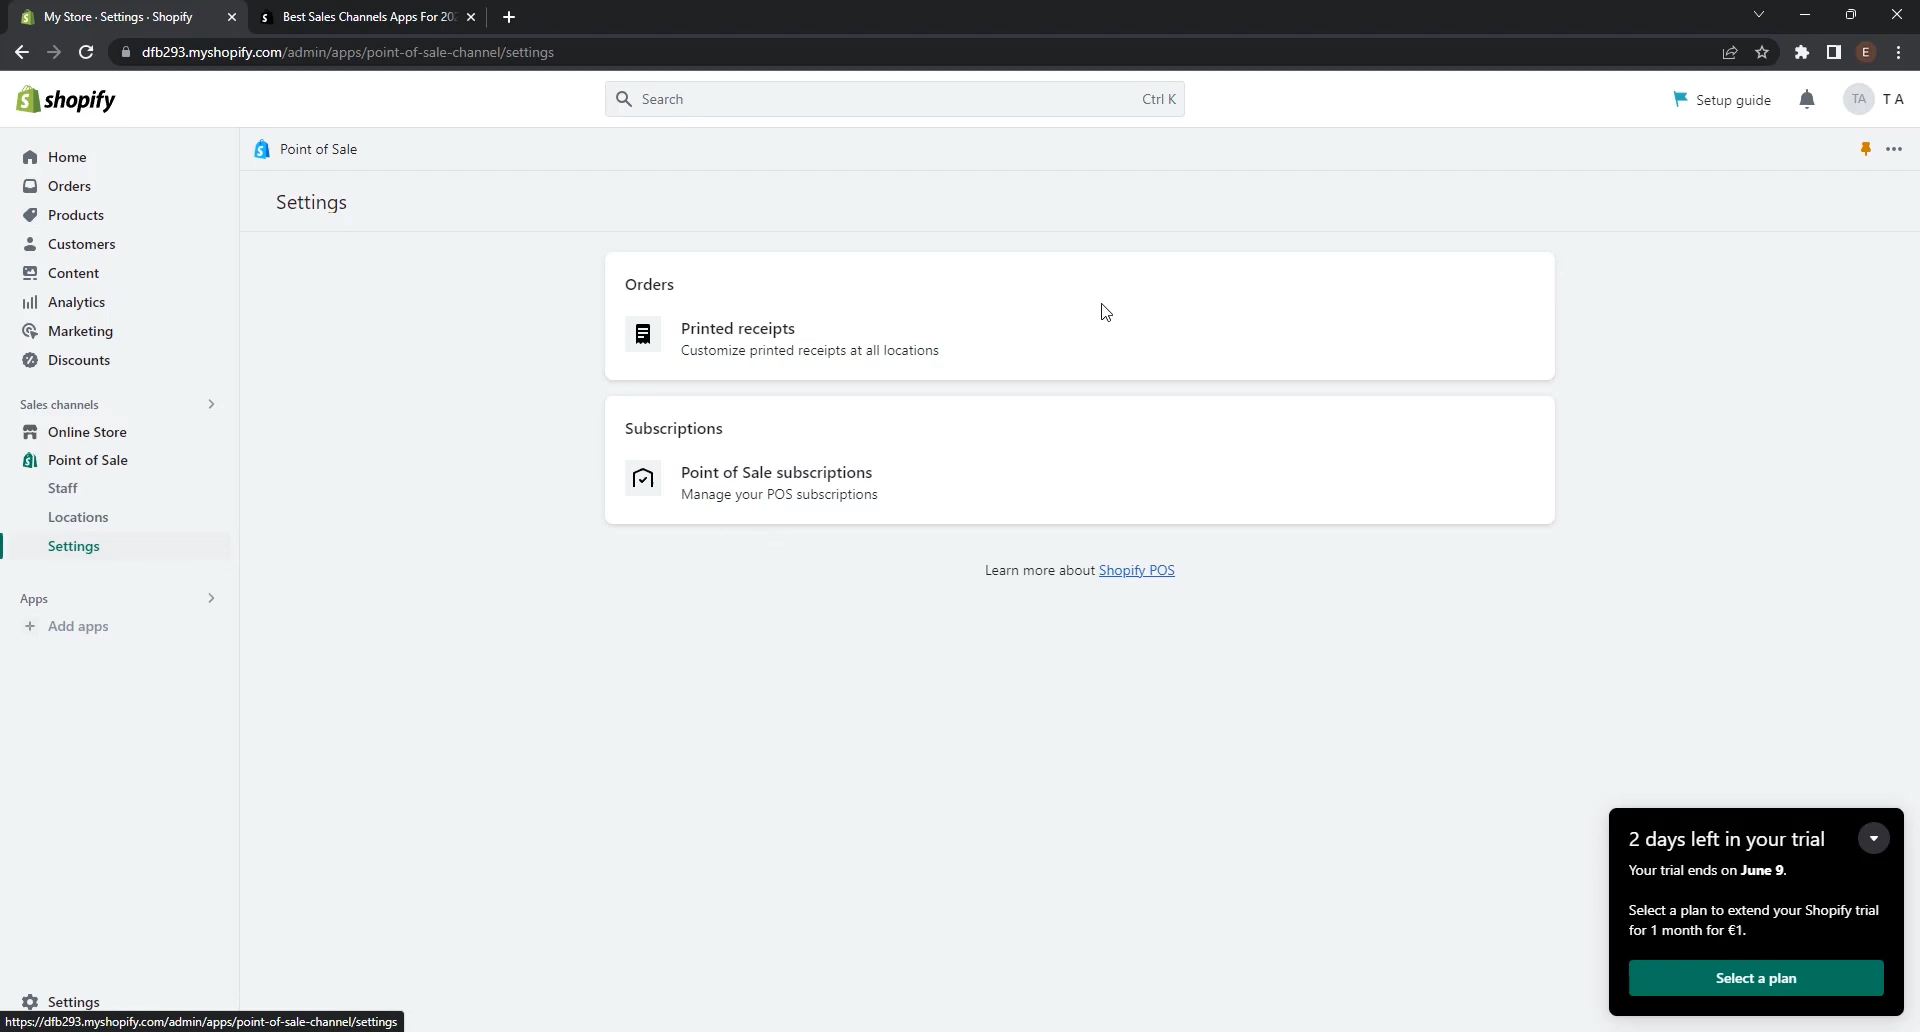 My Store · Settings · Shopify
Best Sales Channels Apps For 202
dfb293.myshopify.com/admin/apps/point-of-sale-channel/settings
E
shopify
Search
Ctrl K
Setup guide
TA
T A
Home
Orders
Products
Customers
Content
Analytics
Marketing
Discounts
Sales channels
Online Store
Point of Sale
Staff
Locations
Settings
Apps
Add apps
Settings
https://dfb293.myshopify.com/admin/apps/point-of-sale-channel/settings
Point of Sale
Settings
Orders
Printed receipts
Customize printed receipts at all locations
Subscriptions
Point of Sale subscriptions
Manage your POS subscriptions
Learn more about Shopify POS
2 days left in your trial
Your trial ends on June 9.
Select a plan to extend your Shopify trial
for 1 month for €1.
Select a plan